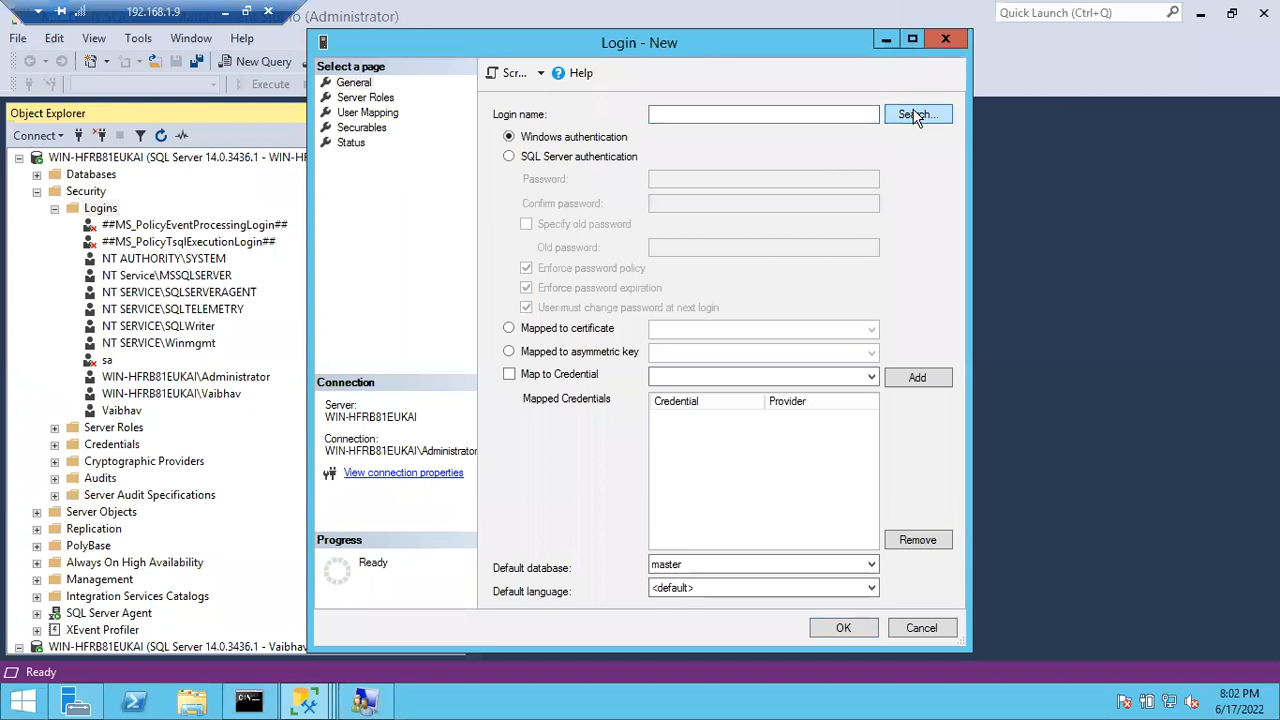 192.168.1.9
(Administrator)
Quick Launch (Ctrl+Q)
File Edit View Tools Window Help
New Query
Execute
Object Explorer
Connect
WIN-HFRB81EUKAI (SQL Server 14.0.3436.1 - WIN-HFRB
Databases
Security
Logins
##MS_PolicyEventProcessingLogin##
##MS_PolicyTsqlExecutionLogin##
NT AUTHORITY\SYSTEM
NT Service\MSSQLSERVER
NT SERVICE\SQLSERVERAGENT
NT SERVICE\SQLTELEMETRY
NT SERVICE\SQLWriter
NT SERVICE\Winmgmt
sa
WIN-HFRB81EUKAI\Administrator
WIN-HFRB81EUKAI\Vaibhav
Vaibhav
Server Roles
Credentials
Cryptographic Providers
Audits
Server Audit Specifications
Server Objects
Replication
PolyBase
Always On High Availability
Management
Integration Services Catalogs
SQL Server Agent
XEvent Profiler
WIN-HFRB81EUKAI (SQL Server 14.0.3436.1 - Vaibhav
Login - New
Select a page
General
Server Roles
User Mapping
Securables
Status
Connection
Server:
WIN-HFRB81EUKAI
Connection:
WIN-HFRB81EUKAI\Administrator
View connection properties
Progress
Ready
Scr...
Help
Login name:
Search...
Windows authentication
SQL Server authentication
Password:
Confirm password:
Specify old password
Old password:
Enforce password policy
Enforce password expiration
User must change password at next login
Mapped to certificate
Mapped to asymmetric key
Map to Credential
Add
Mapped Credentials
Credential Provider
Remove
Default database:
master
Default language:
<default>
OK
Cancel
Ready
8:02 PM
6/17/2022